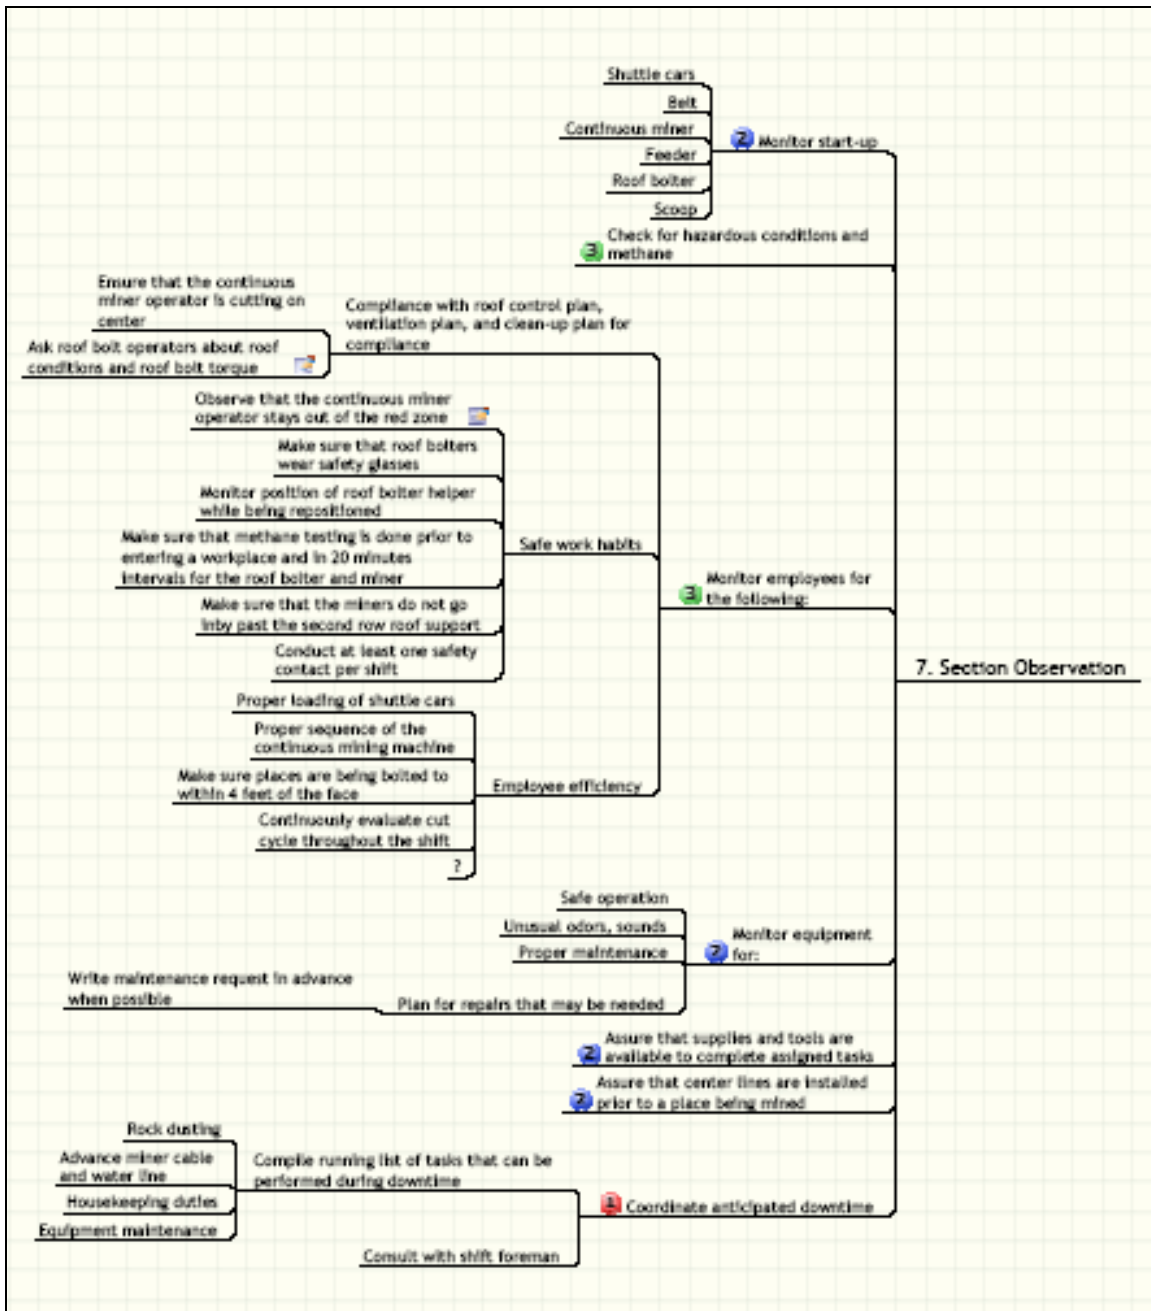 Shuttle cars
Belt
Continuous miner
Feeder
Roof bolter
Scoop
2 Monitor start-up
Check for hazardous conditions and
3 methane
Ensure that the continuous
miner operator is cutting on
center
Ask roof bolt operators about roof
conditions and roof bolt torque
Compliance with roof control plan,
ventilation plan, and clean-up plan for
compliance
Observe that the continuous miner
operator stays out of the red zone
Make sure that roof bolters
wear safety glasses
Monitor position of roof bolter helper
while being repositioned
Make sure that methane testing is done prior to
entering a workplace and in 20 minutes
intervals for the roof bolter and miner
Make sure that the miners do not go
inby past the second row roof support
Conduct at least one safety
contact per shift
Safe work habits
Proper loading of shuttle cars
Proper sequence of the
continuous mining machine
Make sure places are being bolted to
within 4 feet of the face
Continuously evaluate cut
cycle throughout the shift
?
Employee efficiency
Monitor employees for
3 the following:
7. Section Observation
Safe operation
Unusual odors, sounds
Proper maintenance
Write maintenance request in advance
when possible
Plan for repairs that may be needed
Monitor equipment
2 for:
Assure that supplies and tools are
2 available to complete assigned tasks
Assure that center lines are installed
2 prior to a place being mined
Rock dusting
Advance miner cable
and water line
Housekeeping duties
Equipment maintenance
Compile running list of tasks that can be
performed during downtime
Consult with shift foreman
1 Coordinate anticipated downtime